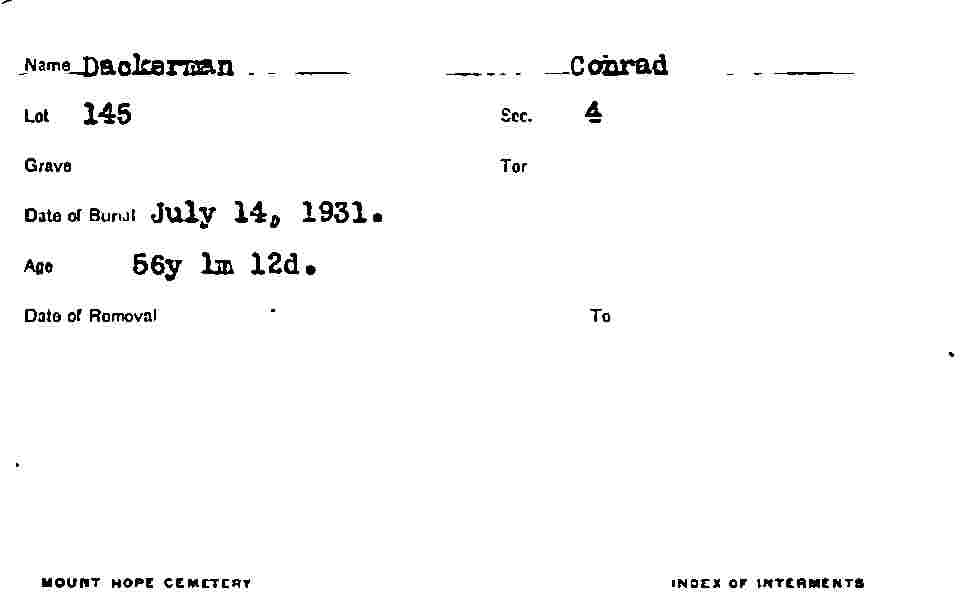 Name Dackerman Conrad
Lot 145 Sec. 4
Grave Tor
Date of Burial July 14, 1931.
Age 56y 1m 12d.
Date of Removal To
MOUNT HOPE CEMETERY INDEX OF INTERMENTS